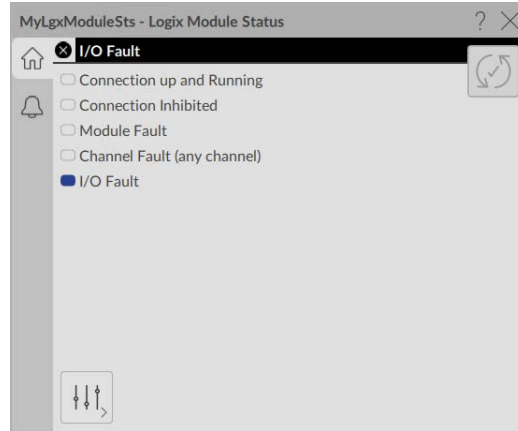 MyLgxModuleSts - Logix Module Status ?
I/O Fault
Connection up and Running
Connection Inhibited
Module Fault
Channel Fault (any channel)
I/O Fault